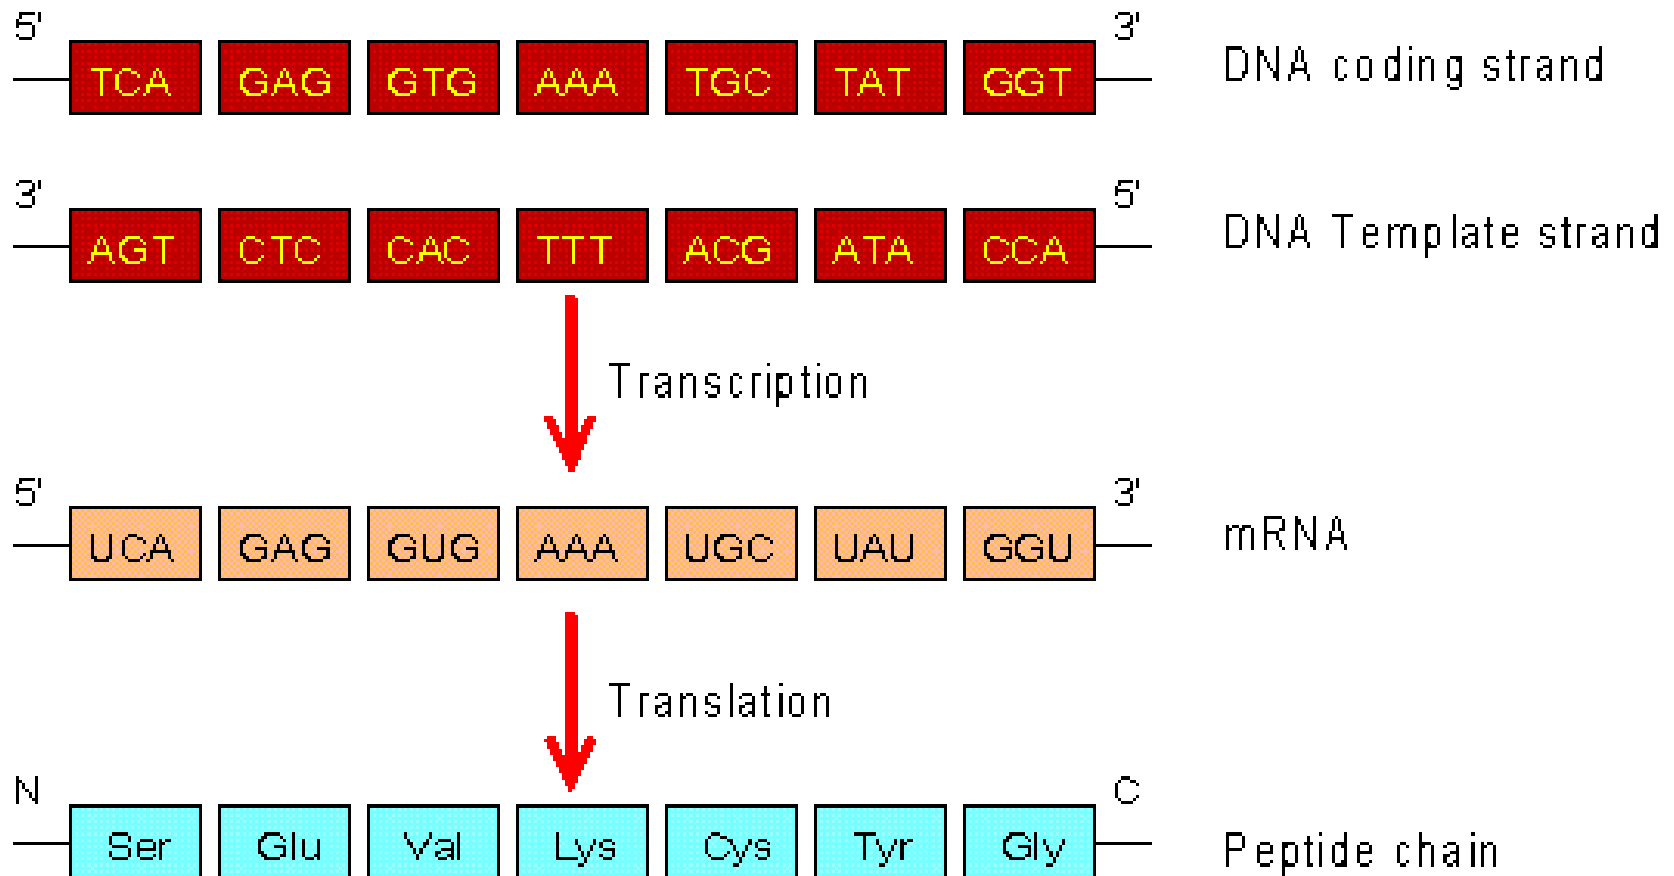 5' 3'
TCA GAG GTG AAA TGC TAT GGT DNA coding strand
3' 5'
AGT CTC CAC TTT ACG ATA CCA DNA Template strand
Transcription
5' 3'
UCA GAG GUG AAA UGC UAU GGU mRNA
Translation
N C
Ser Glu Val Lys Cys Tyr Gly Peptide chain